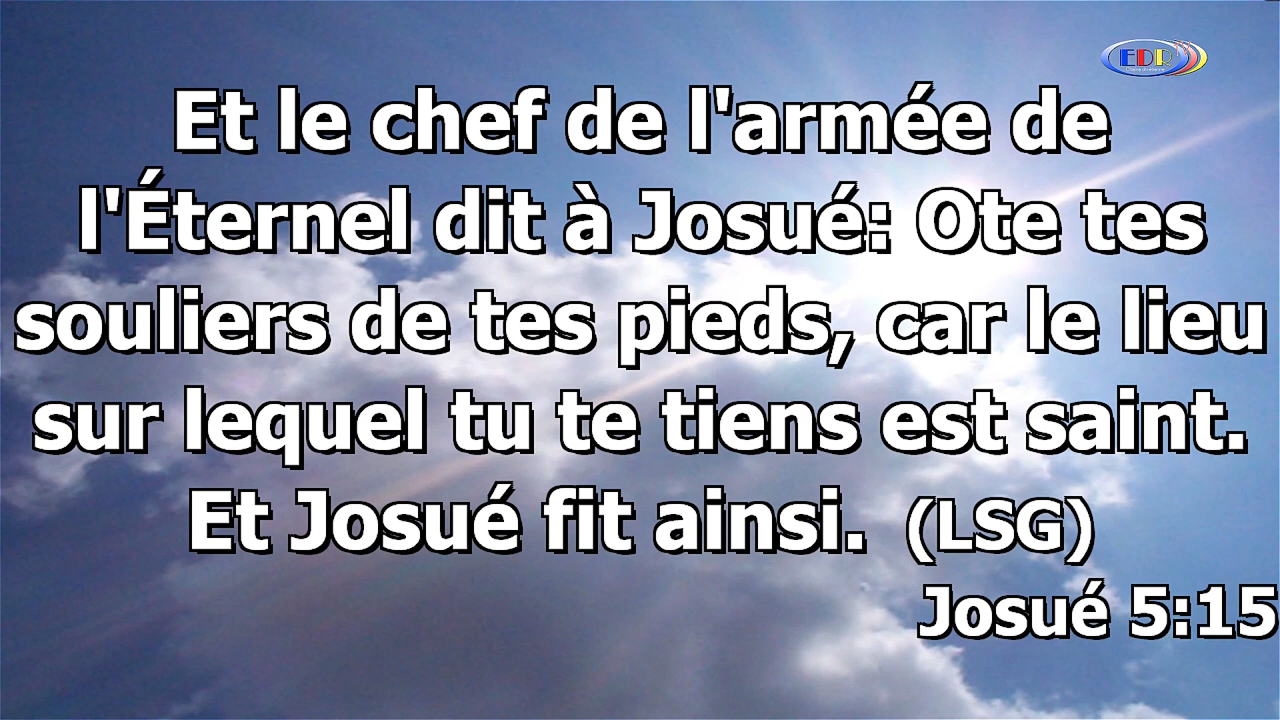 EDR
Et le chef de l'armée de
l'Éternel dit à Josué: Ote tes
souliers de tes pieds, car le lieu
sur lequel tu te tiens est saint.
Et Josué fit ainsi. (LSG)
Josué 5:15